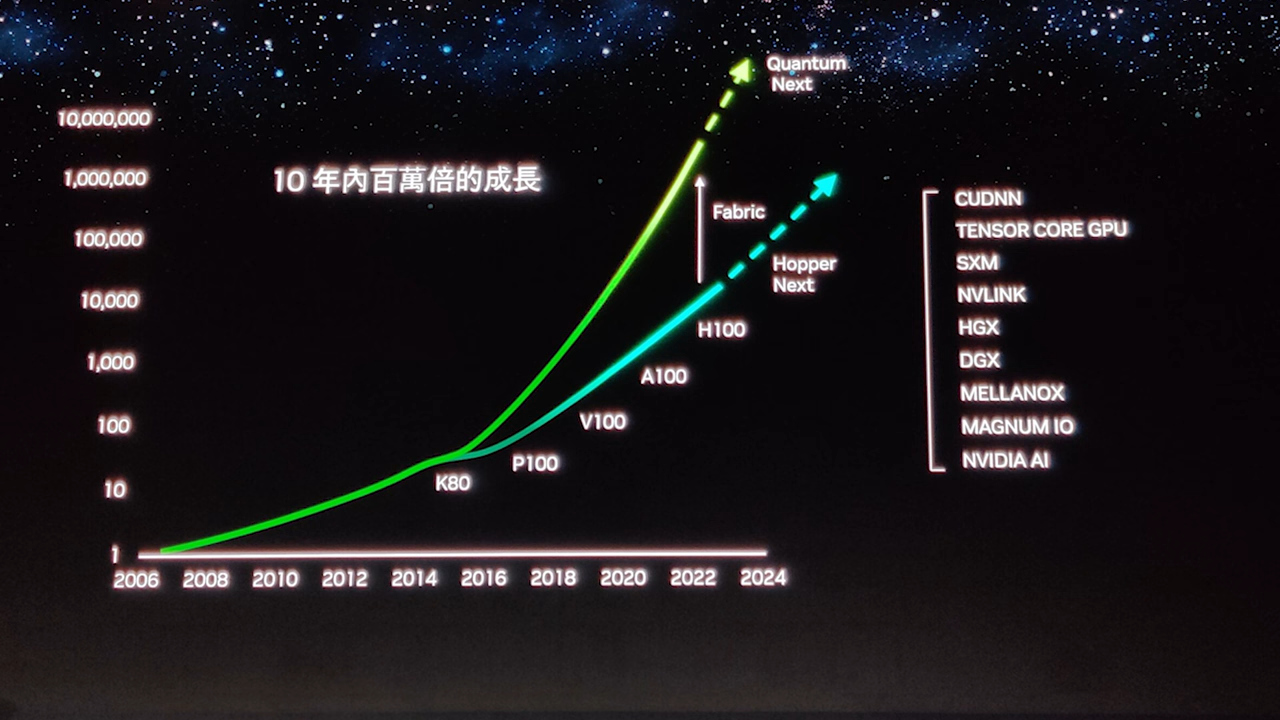 Quantum
Next
10,000,000
10 年內百萬倍的成長
1,000,000
CUDNN
Fabric
TENSOR CORE GPU
100,000
SXM
Hopper
Next
10,000
NVLINK
HGX
H100
1,000
DGX
A100
MELLANOX
100
V100
MAGNUM IO
P100
NVIDIA AI
K80
10
1
2006 2008 2010 2012 2014 2016 2018 2020 2022 2024